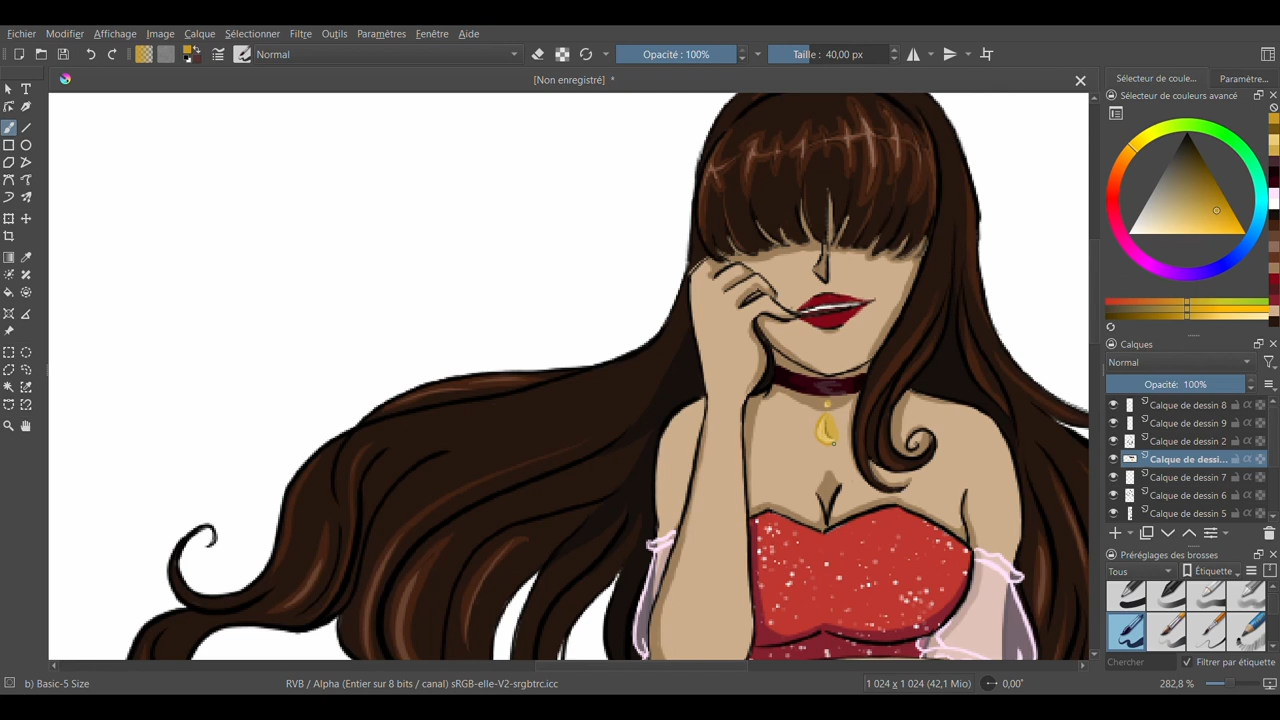 Fichier Modifier Affichage Image Calque Sélectionner Filtre Outils Paramètres Fenêtre Aide
Normal Opacité : 100% Taille : 40,00 px
[Non enregistré] *
Sélecteur de coule... Paramètre...
Sélecteur de couleurs avancé
Calques
Normal
Opacité: 100%
Calque de dessin 8
Calque de dessin 9
Calque de dessin 2
Calque de dessi...
Calque de dessin 7
Calque de dessin 6
Calque de dessin 5
Préréglages des brosses
Tous Étiquette
Chercher Filtrer par étiquette
b) Basic-5 Size RVB / Alpha (Entier sur 8 bits / canal) sRGB-elle-V2-srgbtrc.icc 1 024 x 1 024 (42,1 Mio) 0,00° 282,8 %